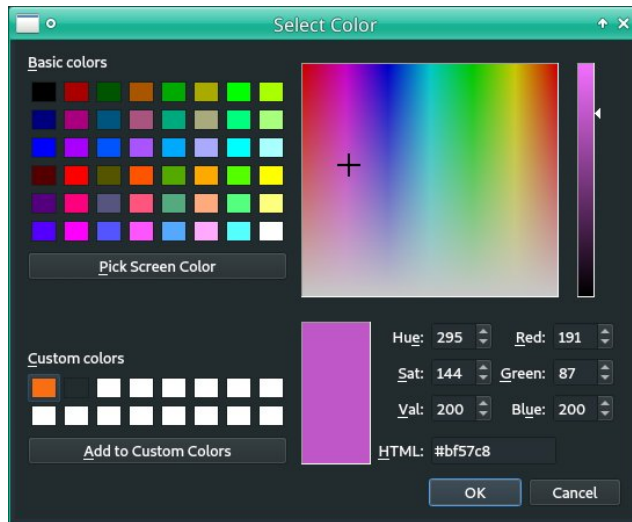 Select Color
Basic colors
Pick Screen Color
Custom colors
Add to Custom Colors
Hue: 295 Red: 191
Sat: 144 Green: 87
Val: 200 Blue: 200
HTML: #bf57c8
OK Cancel